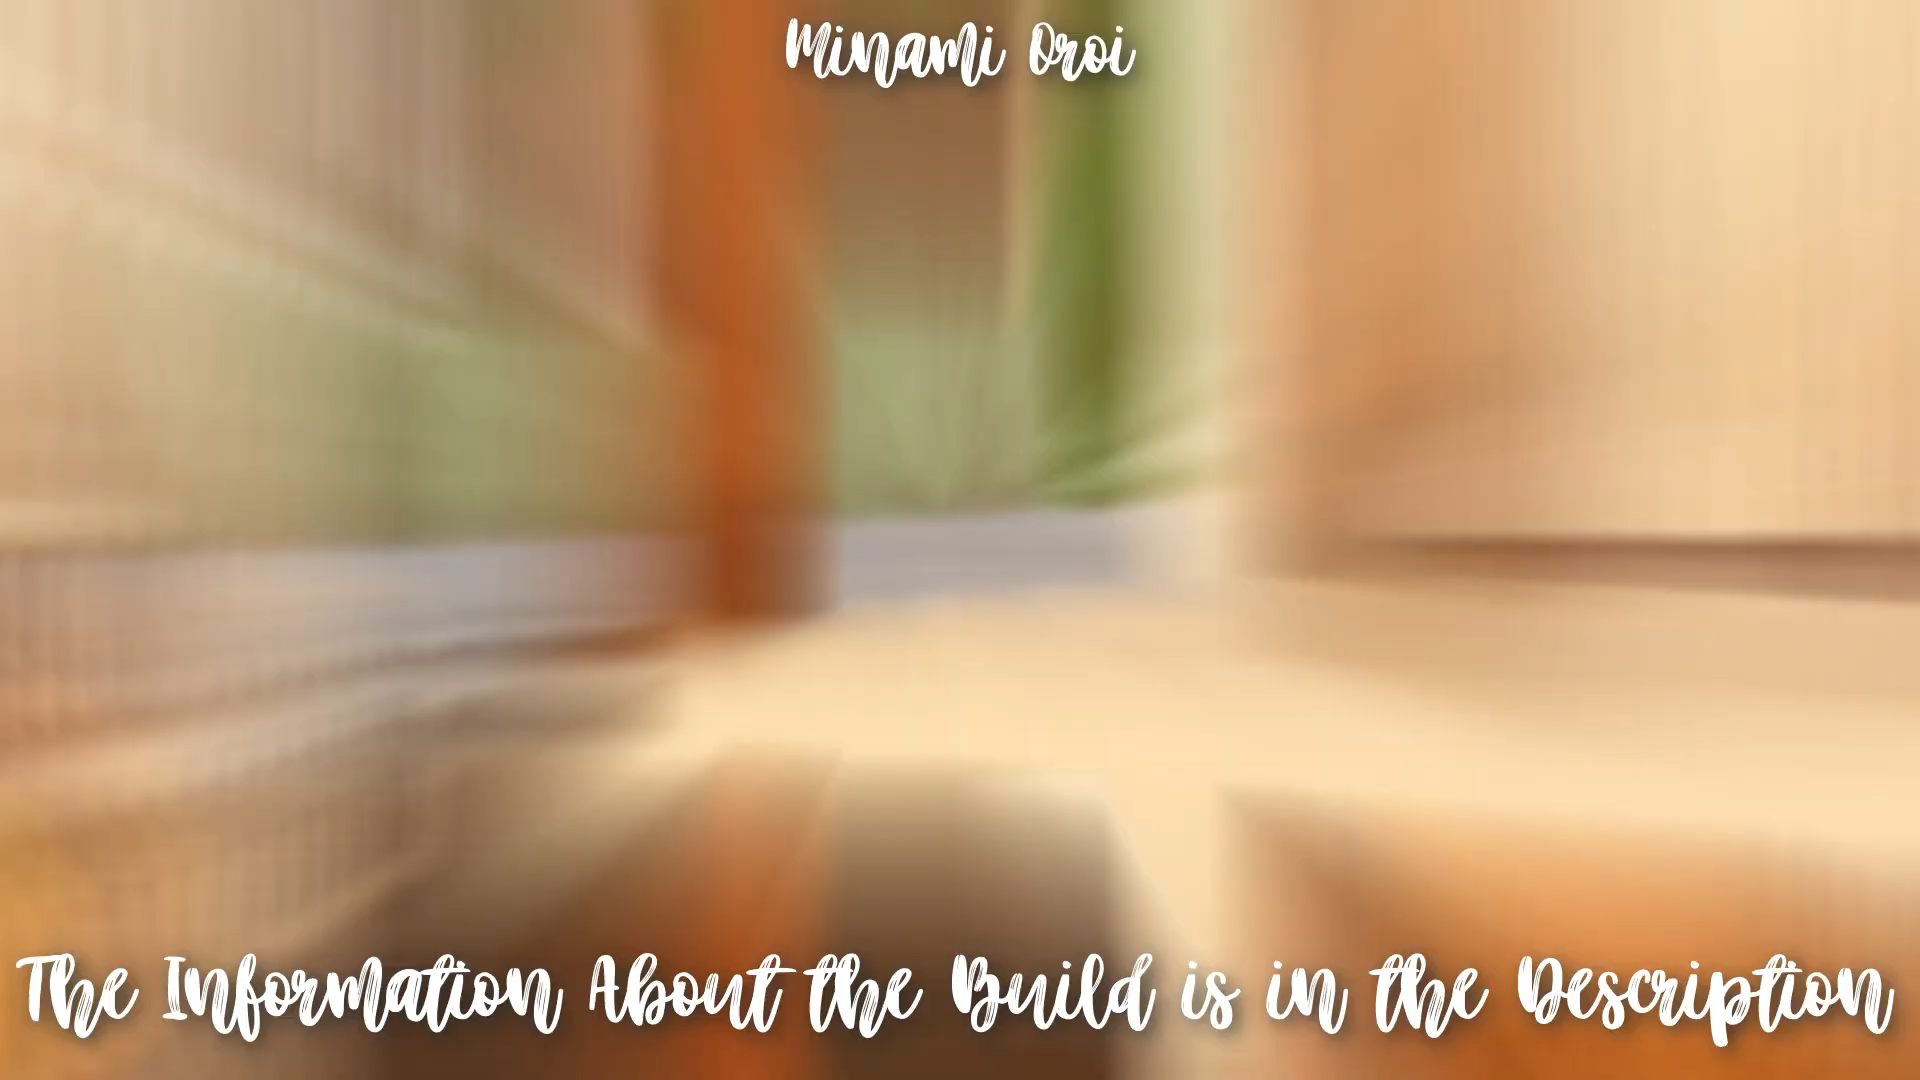 Minami Oroi
The Information About the Build is in the Description